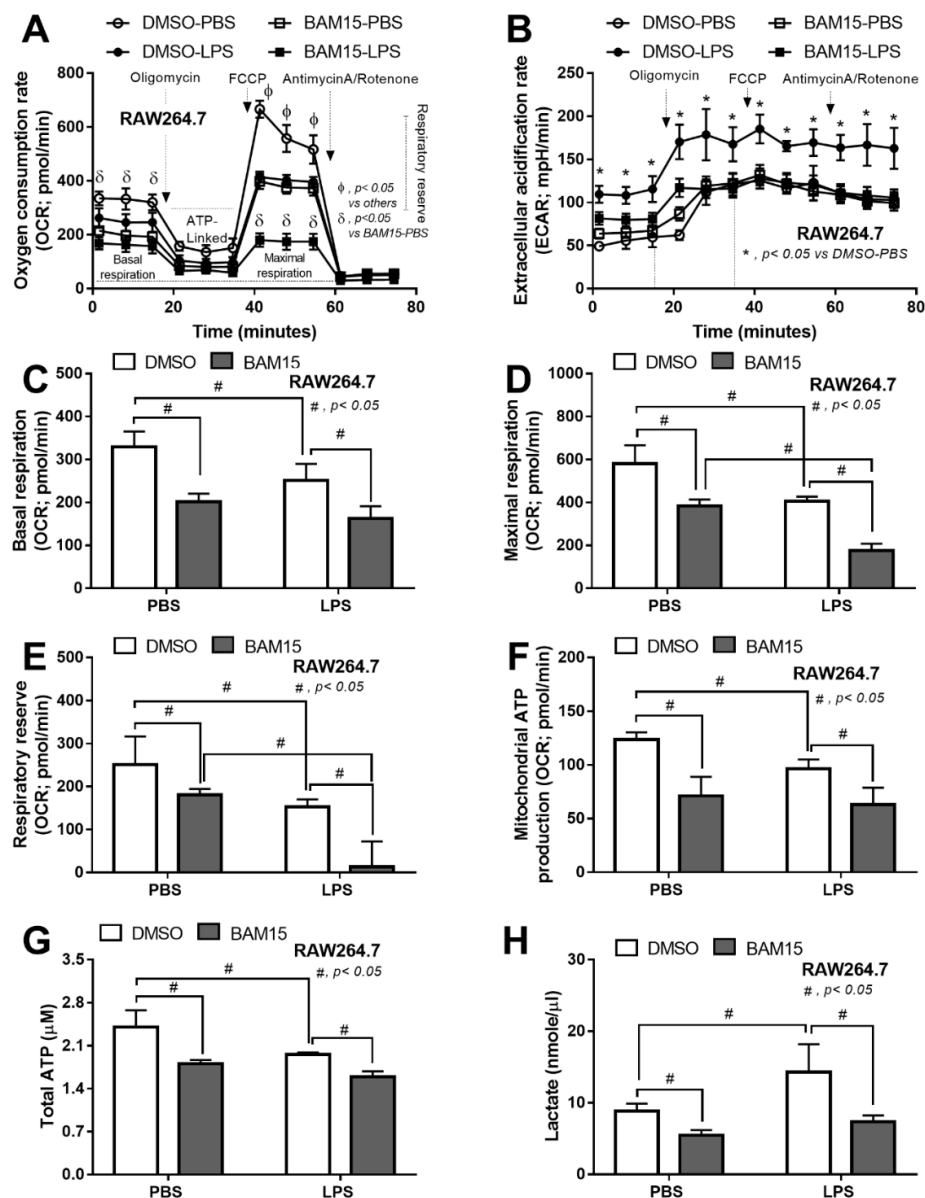 A
DMSO-PBS BAM15-PBS
DMSO-LPS BAM15-LPS
Oxygen consumption rate
(OCR; pmol/min)
800
600
400
200
0
Oligomycin FCCP AntimycinA/Rotenone
RAW264.7
ϕ ϕ ϕ
δ δ δ
ATP-
Linked
Basal
respiration
δ δ δ
Maximal
respiration
ϕ, p< 0.05
vs others
δ, p<0.05
vs BAM15-PBS
Respiratory reserve
0 20 40 60 80
Time (minutes)
B
DMSO-PBS BAM15-PBS
DMSO-LPS BAM15-LPS
Extracellular acidification rate
(ECAR; mpH/min)
250
200
150
100
50
0
Oligomycin FCCP AntimycinA/Rotenone
* * * * * * * * * * * *
RAW264.7
*, p< 0.05 vs DMSO-PBS
0 20 40 60 80
Time (minutes)
C
DMSO BAM15
RAW264.7
#, p< 0.05
# # #
Basal respiration
(OCR; pmol/min)
500
400
300
200
100
0
PBS LPS
D
DMSO BAM15
RAW264.7
#, p< 0.05
# # # #
Maximal respiration
(OCR; pmol/min)
1000
800
600
400
200
0
PBS LPS
E
DMSO BAM15
RAW264.7
#, p< 0.05
# # # #
Respiratory reserve
(OCR; pmol/min)
500
400
300
200
100
0
PBS LPS
F
DMSO BAM15
RAW264.7
#, p< 0.05
# # #
Mitochondrial ATP
production (OCR; pmol/min)
200
150
100
50
0
PBS LPS
G
DMSO BAM15
RAW264.7
#, p< 0.05
# # #
Total ATP (μM)
3.5
2.8
2.1
1.4
0.7
0.0
PBS LPS
H
DMSO BAM15
RAW264.7
#, p< 0.05
# # #
Lactate (nmole/μl)
30
20
10
0
PBS LPS